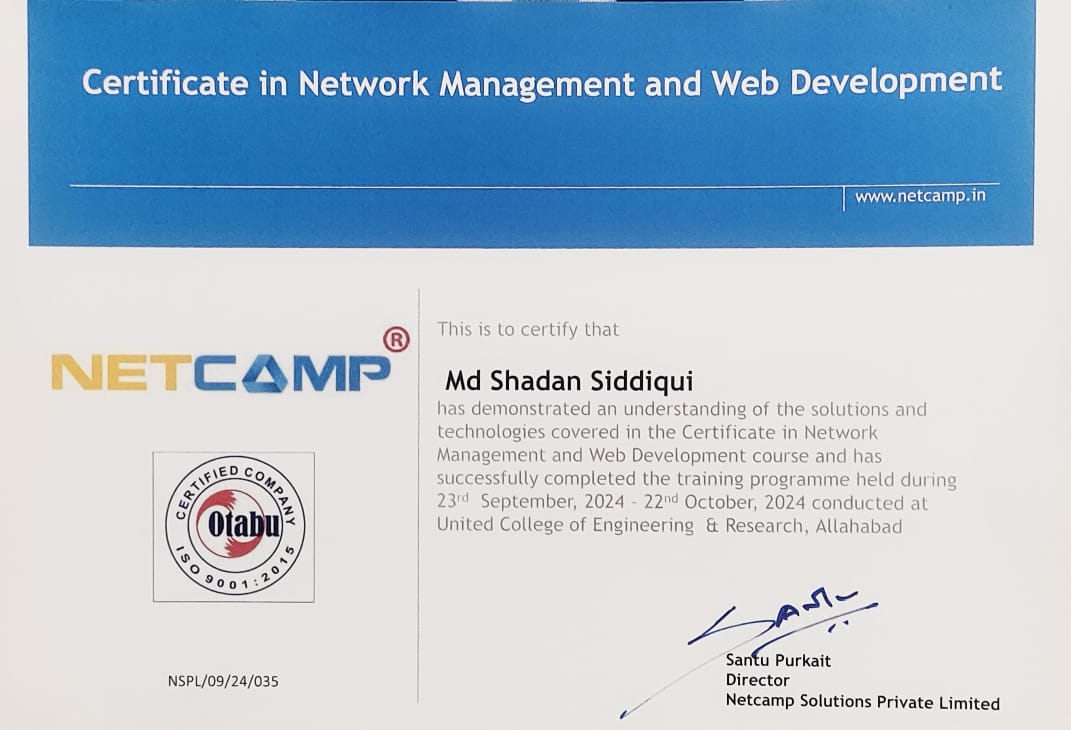 Certificate in Network Management and Web Development
www.netcamp.in
NETCAMP®
This is to certify that
Md Shadan Siddiqui
has demonstrated an understanding of the solutions and
technologies covered in the Certificate in Network
Management and Web Development course and has
successfully completed the training programme held during
23rd September, 2024 - 22nd October, 2024 conducted at
United College of Engineering & Research, Allahabad
CERTIFIED COMPANY
Otabu
ISO 9001:2015
NSPL/09/24/035
Santu Purkait
Director
Netcamp Solutions Private Limited